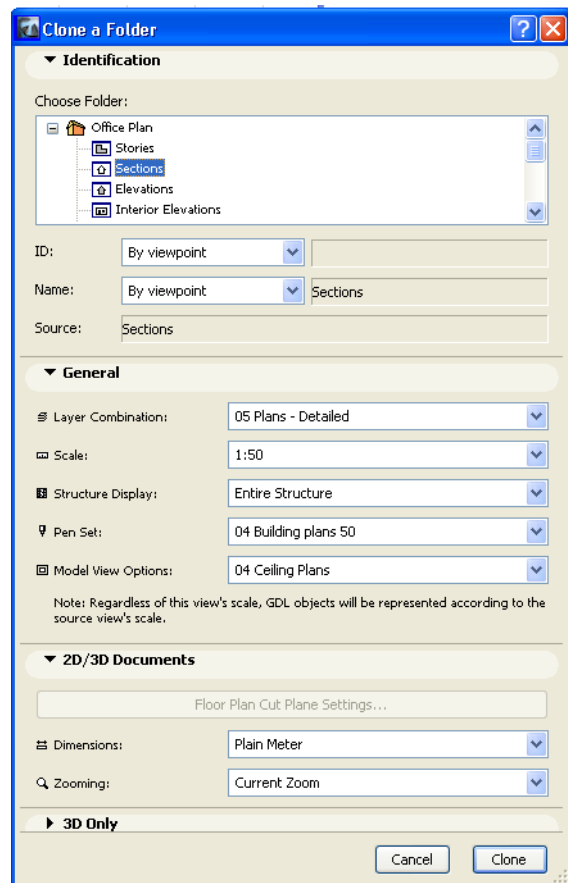 Clone a Folder
Identification
Choose Folder:
Office Plan
Stories
Sections
Elevations
Interior Elevations
ID: By viewpoint
Name: By viewpoint Sections
Source: Sections
General
Layer Combination: 05 Plans - Detailed
Scale: 1:50
Structure Display: Entire Structure
Pen Set: 04 Building plans 50
Model View Options: 04 Ceiling Plans
Note: Regardless of this view's scale, GDL objects will be represented according to the
source view's scale.
2D/3D Documents
Floor Plan Cut Plane Settings...
Dimensions: Plain Meter
Zooming: Current Zoom
3D Only
Cancel Clone